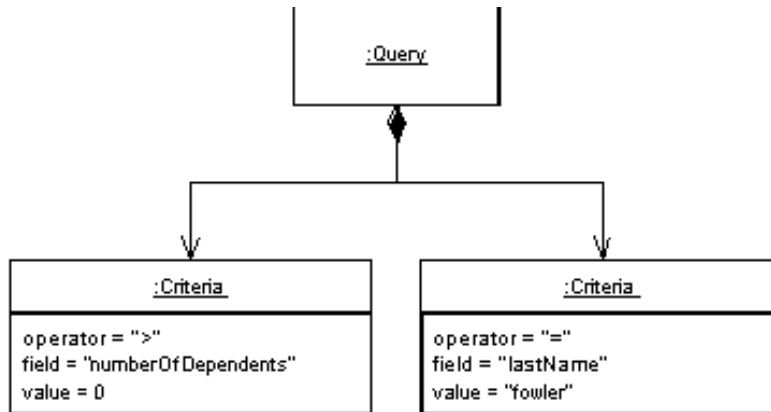 :Query
:Criteria
operator = ">"
field = "numberOfDependents"
value = 0
:Criteria
operator = "="
field = "lastName"
value = "fowler"